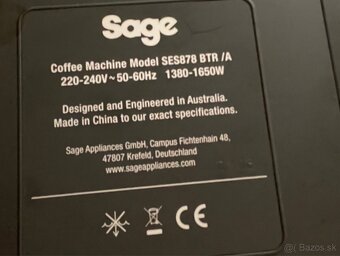 Sage
Coffee Machine Model SES878 BTR /A
220-240V~50-60Hz 1380-1650W
Designed and Engineered in Australia.
Made in China to our exact specifications.
Sage Appliances GmbH, Campus Fichtenhain 48,
47807 Krefeld, Deutschland
www.sageappliances.com
CE
Bazos.sk